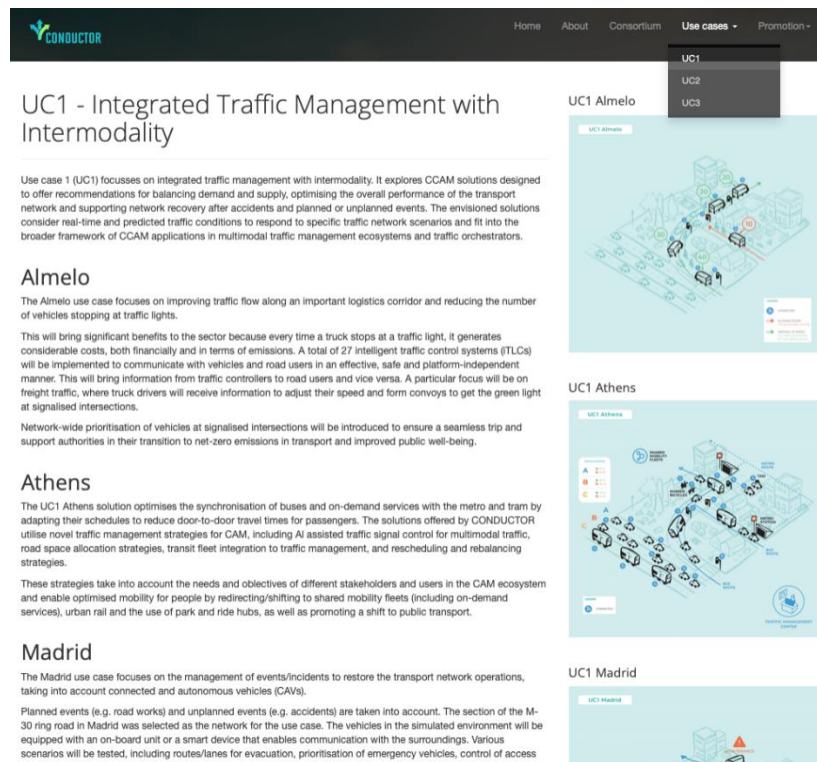 CONDUCTOR
Home About Consortium Use cases Promotion
UC1
UC2
UC3
UC1 - Integrated Traffic Management with
Intermodality
Use case 1 (UC1) focusses on integrated traffic management with intermodality. It explores CCAM solutions designed
to offer recommendations for balancing demand and supply, optimising the overall performance of the transport
network and supporting network recovery after accidents and planned or unplanned events. The envisioned solutions
consider real-time and predicted traffic conditions to respond to specific traffic network scenarios and fit into the
broader framework of CCAM applications in multimodal traffic management ecosystems and traffic orchestrators.
Almelo
The Almelo use case focuses on improving traffic flow along an important logistics corridor and reducing the number
of vehicles stopping at traffic lights.
This will bring significant benefits to the sector because every time a truck stops at a traffic light, it generates
considerable costs, both financially and in terms of emissions. A total of 27 intelligent traffic control systems (iTLCs)
will be implemented to communicate with vehicles and road users in an effective, safe and platform-independent
manner. This will bring information from traffic controllers to road users and vice versa. A particular focus will be on
freight traffic, where truck drivers will receive information to adjust their speed and form convoys to get the green light
at signalised intersections.
Network-wide prioritisation of vehicles at signalised intersections will be introduced to ensure a seamless trip and
support authorities in their transition to net-zero emissions in transport and improved public well-being.
Athens
The UC1 Athens solution optimises the synchronisation of buses and on-demand services with the metro and tram by
adapting their schedules to reduce door-to-door travel times for passengers. The solutions offered by CONDUCTOR
utilise novel traffic management strategies for CAM, including AI assisted traffic signal control for multimodal traffic,
road space allocation strategies, transit fleet integration to traffic management, and rescheduling and rebalancing
strategies.
These strategies take into account the needs and oblectives of different stakeholders and users in the CAM ecosystem
and enable optimised mobility for people by redirecting/shifting to shared mobility fleets (including on-demand
services), urban rail and the use of park and ride hubs, as well as promoting a shift to public transport.
Madrid
The Madrid use case focuses on the management of events/incidents to restore the transport network operations,
taking into account connected and autonomous vehicles (CAVs).
Planned events (e.g. road works) and unplanned events (e.g. accidents) are taken into account. The section of the M-
30 ring road in Madrid was selected as the network for the use case. The vehicles in the simulated environment will be
equipped with an on-board unit or a smart device that enables communication with the surroundings. Various
scenarios will be tested, including routes/lanes for evacuation, prioritisation of emergency vehicles, control of access
UC1 Almelo
UC1 Almelo
UC1 Athens
UC1 Athens
SHARED
MOBILITY
FLEETS
METRO
ROUTE
A
B
C
SHARED
BICYCLES
METRO
STATION
A
B
C
BUS
ROUTE
BUS
ROUTE
CONNECTED
TRAFFIC MANAGEMENT
CENTER
UC1 Madrid
UC1 Madrid